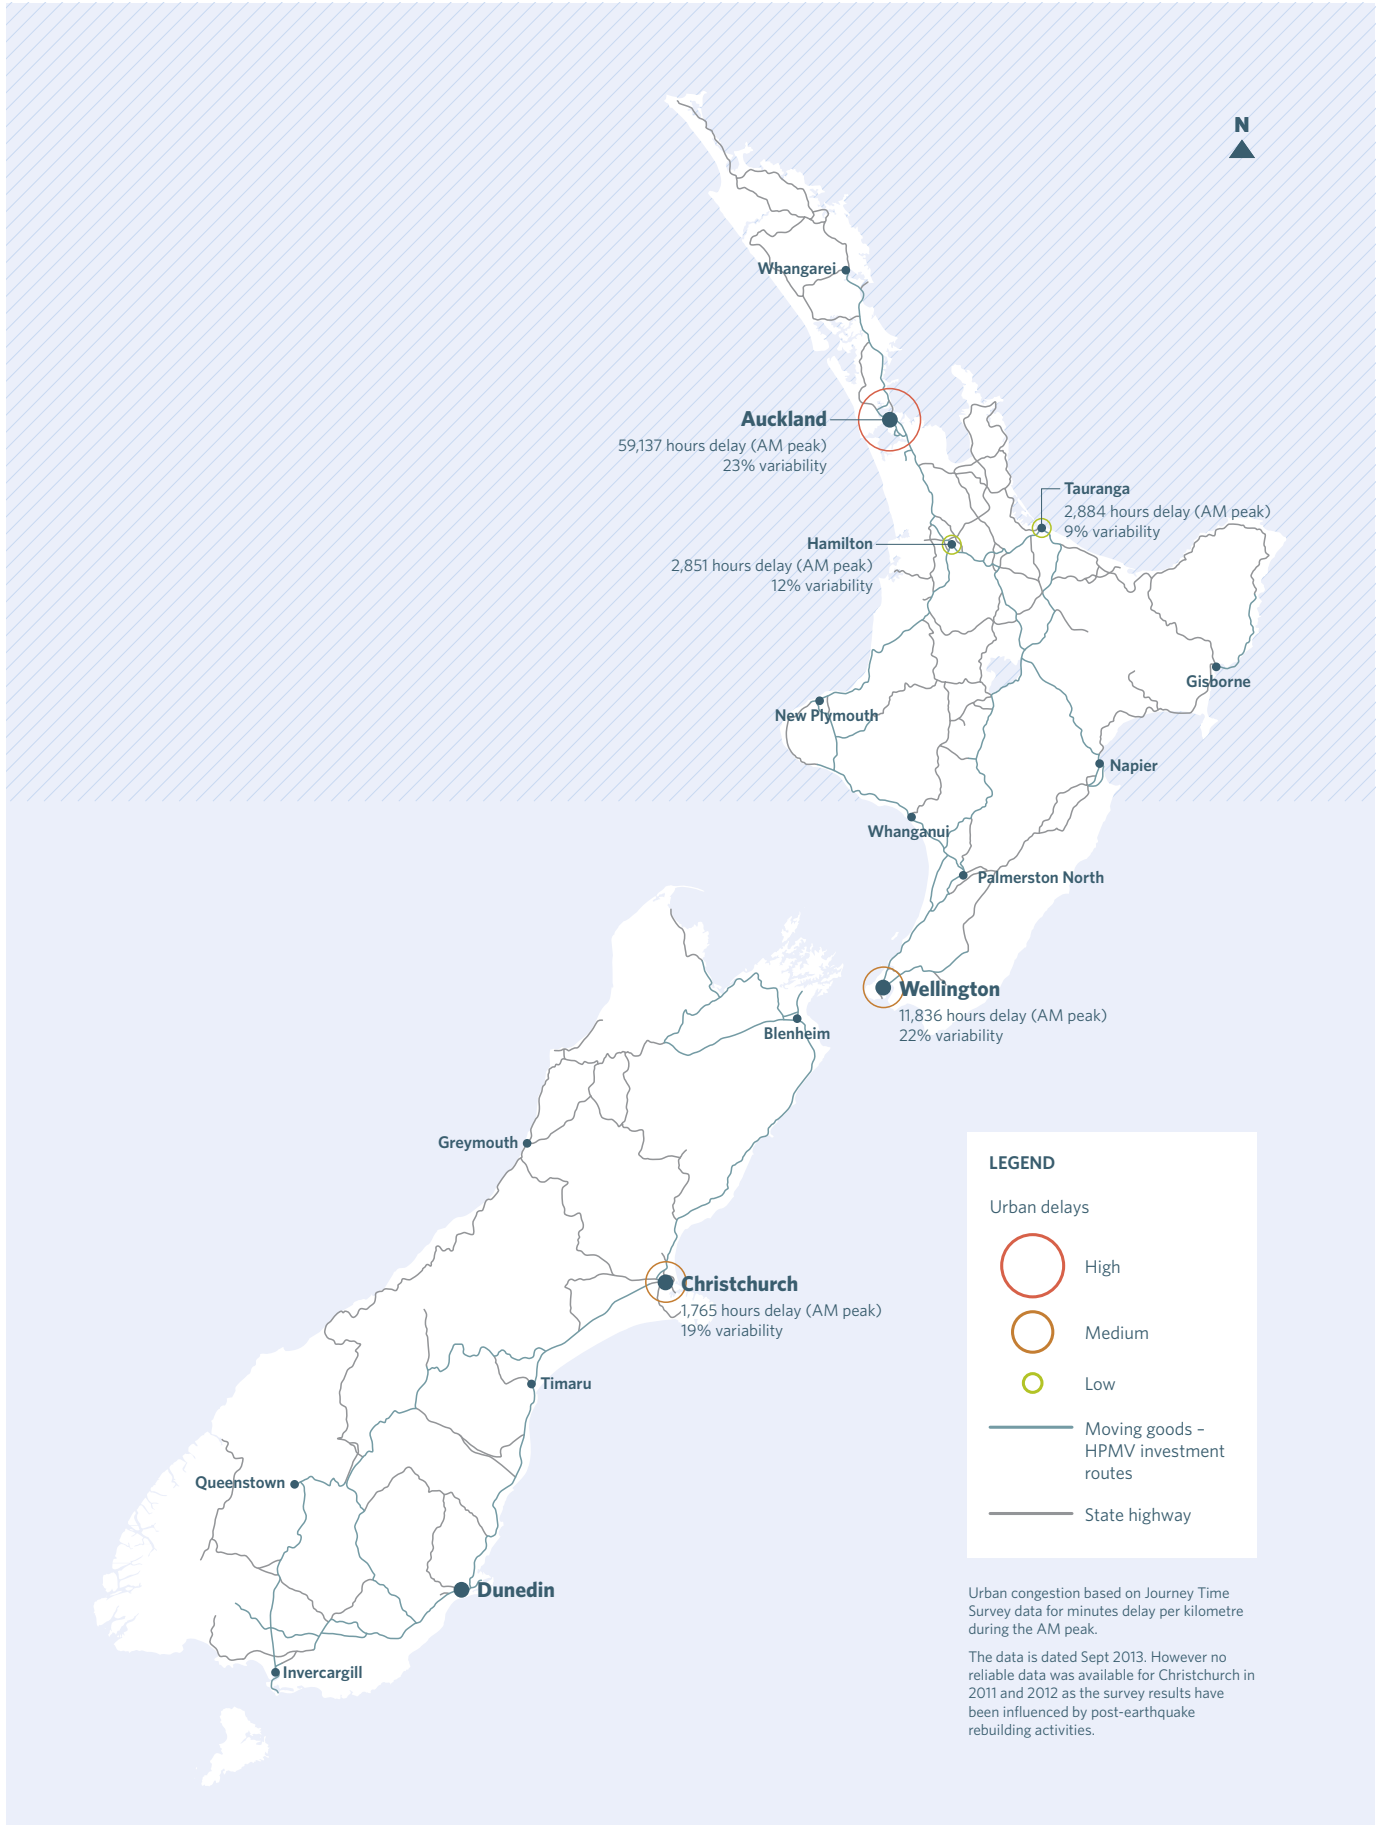 N
Whangarei
Auckland
59,137 hours delay (AM peak)
23% variability
Tauranga
2,884 hours delay (AM peak)
9% variability
Hamilton
2,851 hours delay (AM peak)
12% variability
Gisborne
New Plymouth
Napier
Whanganui
Palmerston North
Wellington
11,836 hours delay (AM peak)
22% variability
Blenheim
Greymouth
Christchurch
1,765 hours delay (AM peak)
19% variability
Timaru
Queenstown
Dunedin
Invercargill
LEGEND
Urban delays
High
Medium
Low
Moving goods –
HPMV investment
routes
State highway
Urban congestion based on Journey Time
Survey data for minutes delay per kilometre
during the AM peak.
The data is dated Sept 2013. However no
reliable data was available for Christchurch in
2011 and 2012 as the survey results have
been influenced by post-earthquake
rebuilding activities.